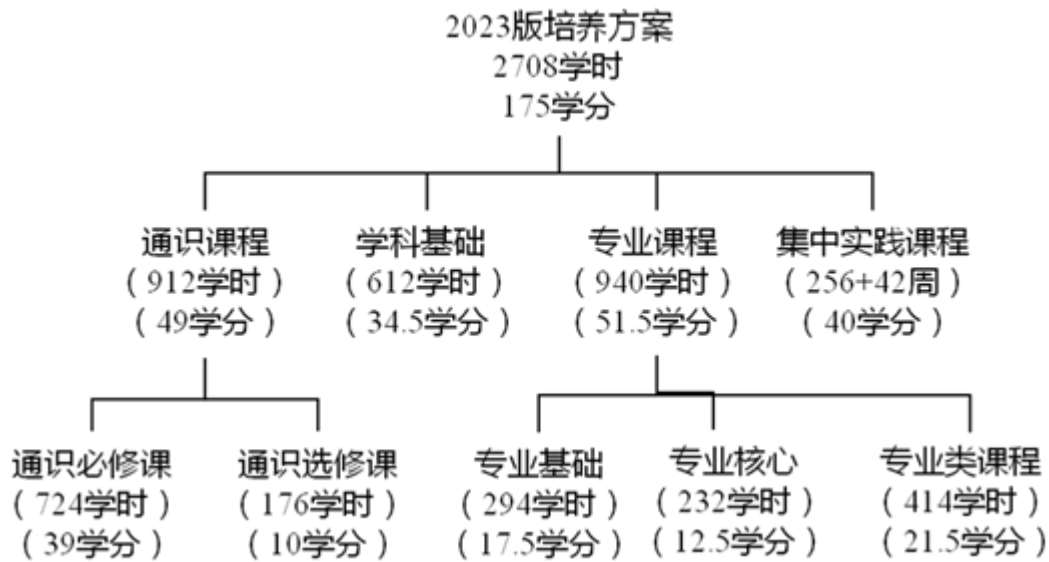 2023版培养方案
2708学时
175学分
通识课程
（912学时）
（49学分）
学科基础
（612学时）
（34.5学分）
专业课程
（940学时）
（51.5学分）
集中实践课程
（256+42周）
（40学分）
通识必修课
（724学时）
（39学分）
通识选修课
（176学时）
（10学分）
专业基础
（294学时）
（17.5学分）
专业核心
（232学时）
（12.5学分）
专业类课程
（414学时）
（21.5学分）